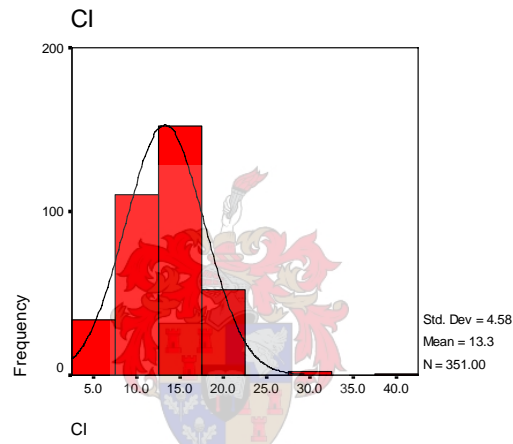 CI
200
100
0
Frequency
5.0 10.0 15.0 20.0 25.0 30.0 35.0 40.0
CI
Std. Dev = 4.58
Mean = 13.3
N = 351.00